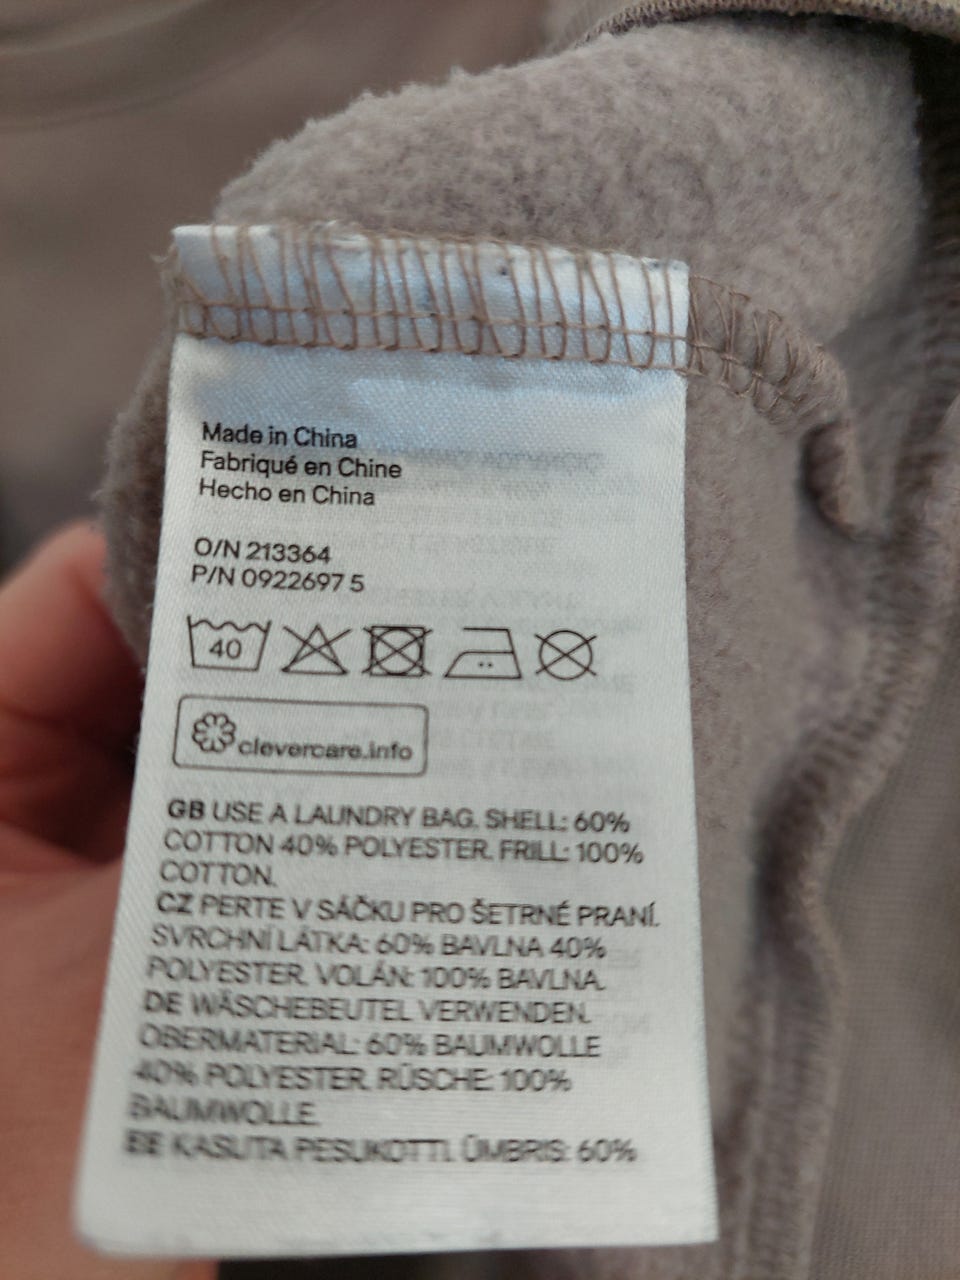 Made in China
Fabriqué en Chine
Hecho en China
O/N 213364
P/N 0922697 5
40
clevercare.info
GB USE A LAUNDRY BAG. SHELL: 60%
COTTON 40% POLYESTER. FRILL: 100%
COTTON.
CZ PERTE V SÁČKU PRO ŠETRNÉ PRANÍ.
SVRCHNÍ LÁTKA: 60% BAVLNA 40%
POLYESTER. VOLÁN: 100% BAVLNA.
DE WÄSCHEBEUTEL VERWENDEN.
OBERMATERIAL: 60% BAUMWOLLE
40% POLYESTER. RÜSCHE: 100%
BAUMWOLLE.
EE KASUTA PESUKOTTI. ÜMBRIS: 60%